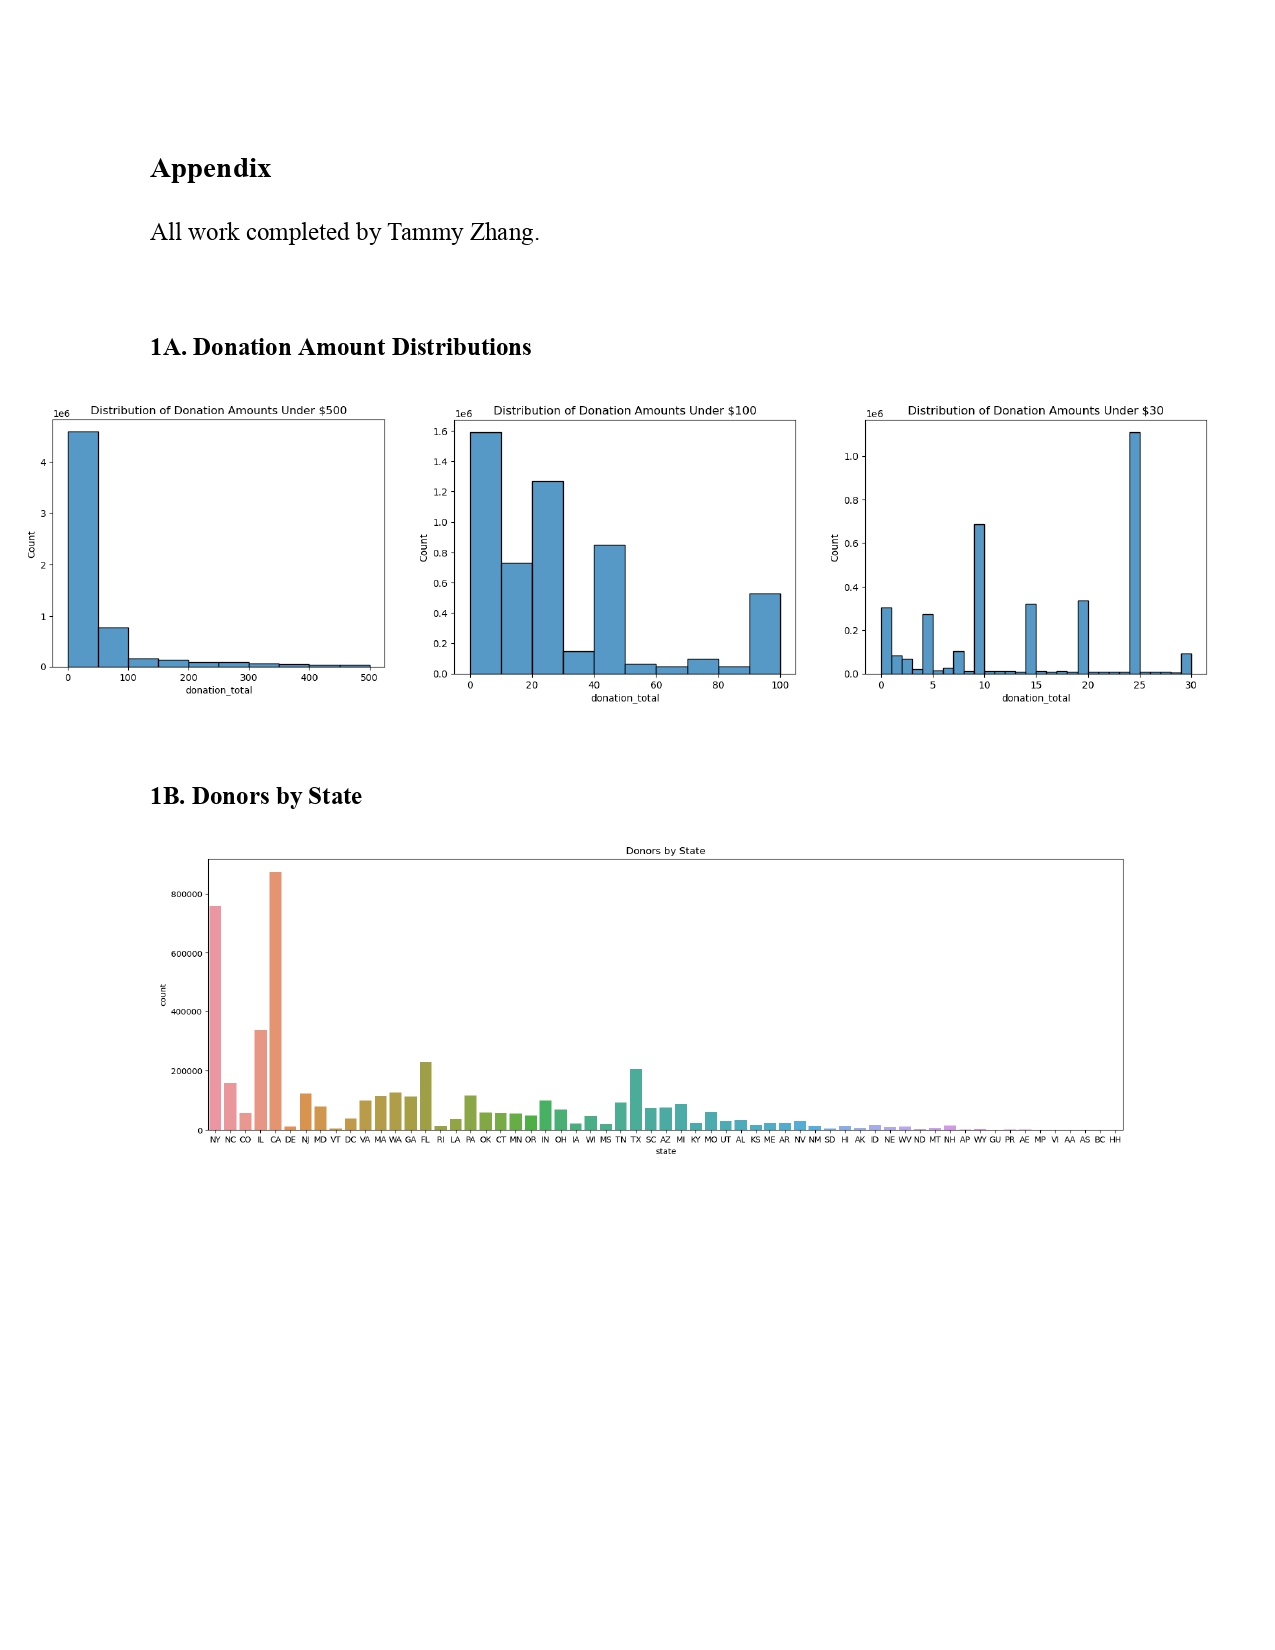 Appendix
All work completed by Tammy Zhang.
1A. Donation Amount Distributions
1e6 Distribution of Donation Amounts Under $500
4
3
2
1
0
Count
0 100 200 300 400 500
donation_total
1e6 Distribution of Donation Amounts Under $100
1.6
1.4
1.2
1.0
0.8
0.6
0.4
0.2
0.0
Count
0 20 40 60 80 100
donation_total
1e6 Distribution of Donation Amounts Under $30
1.0
0.8
0.6
0.4
0.2
0.0
Count
0 5 10 15 20 25 30
donation_total
1B. Donors by State
Donors by State
800000
600000
400000
200000
0
count
NY NC CO IL CA DE NJ MD VT DC VA MA WA GA FL RI LA PA OK CT MN OR IN OH IA WI MS TN TX SC AZ MI KY MO UT AL KS ME AR NV NM SD HI AK ID NE WV ND MT NH AP WY GU PR AE MP VI AA AS BC HH
state